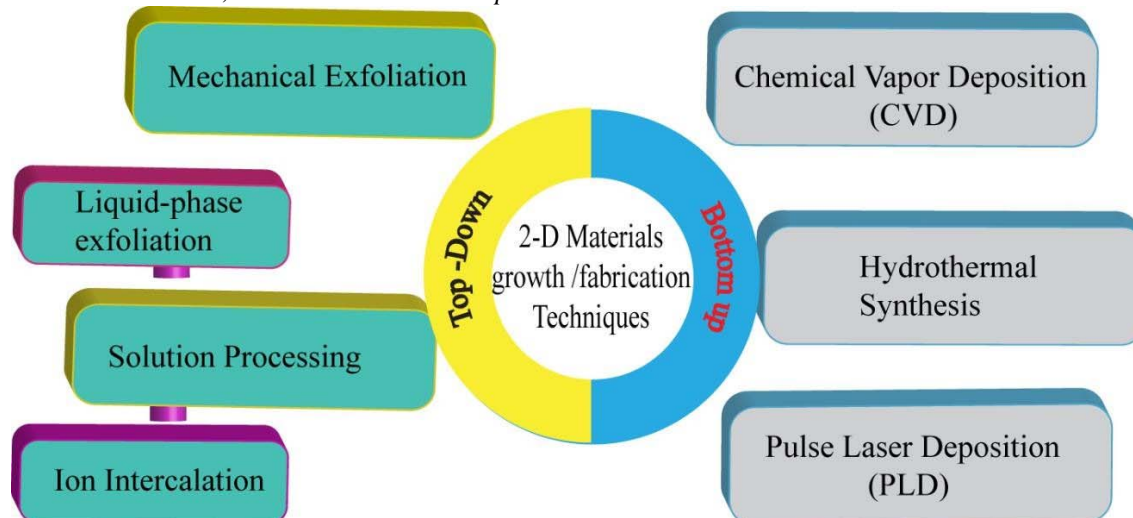 Mechanical Exfoliation
Liquid-phase
exfoliation
Solution Processing
Ion Intercalation
Top -Down
2-D Materials
growth /fabrication
Techniques
Bottom up
Chemical Vapor Deposition
(CVD)
Hydrothermal
Synthesis
Pulse Laser Deposition
(PLD)